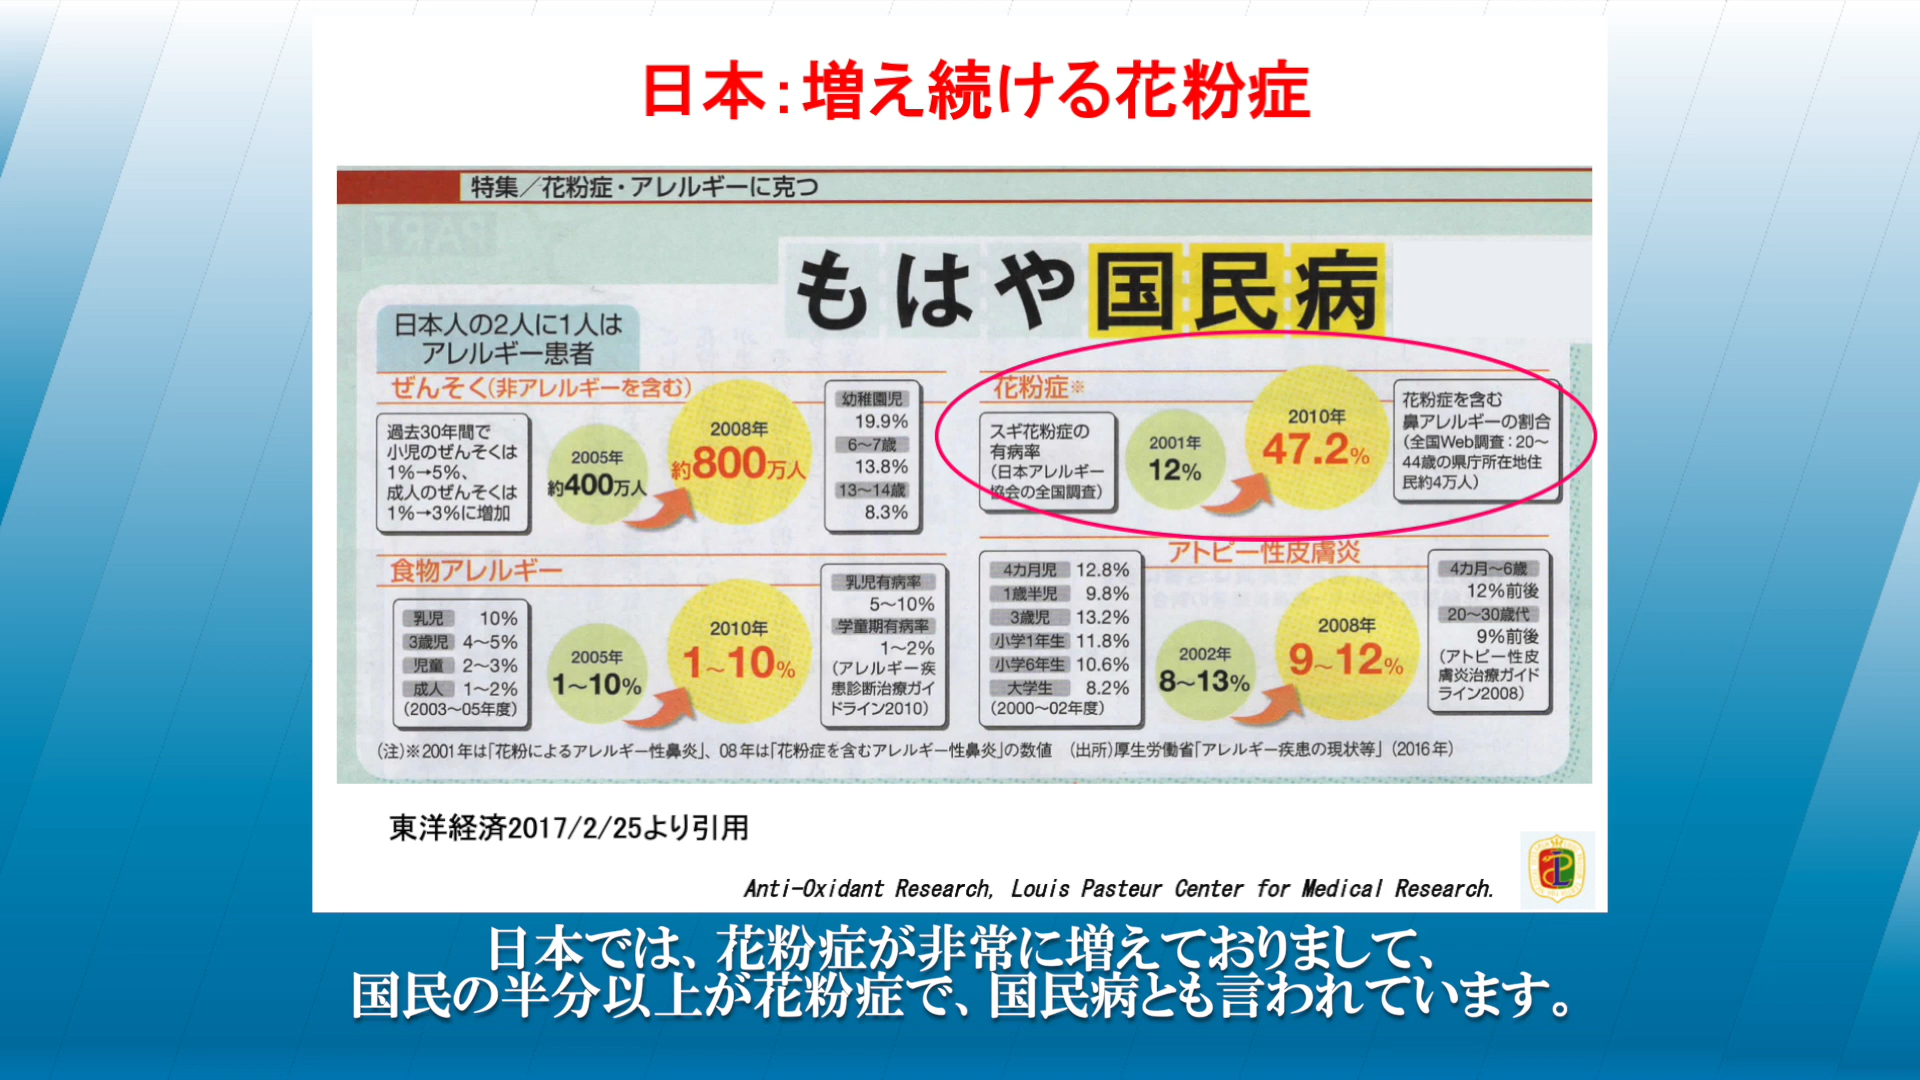 日本：増え続ける花粉症
特集／花粉症・アレルギーに克つ
もはや国民病
日本人の2人に1人は
アレルギー患者
ぜんそく(非アレルギーを含む)
過去30年間で
小児のぜんそくは
1%→5%、
成人のぜんそくは
1%→3%に増加
2005年
約400万人
2008年
約800万人
幼稚園児
19.9%
6〜7歳
13.8%
13〜14歳
8.3%
花粉症※
スギ花粉症の
有病率
(日本アレルギー
協会の全国調査)
2001年
12%
2010年
47.2%
花粉症を含む
鼻アレルギーの割合
(全国Web調査：20〜
44歳の県庁所在地住
民約4万人)
食物アレルギー
乳児 10%
3歳児 4〜5%
児童 2〜3%
成人 1〜2%
(2003〜05年度)
2005年
1〜10%
2010年
1〜10%
乳児有病率
5〜10%
学童期有病率
1〜2%
(アレルギー疾
患診断治療ガイ
ドライン2010)
アトピー性皮膚炎
4カ月児 12.8%
1歳半児 9.8%
3歳児 13.2%
小学1年生 11.8%
小学6年生 10.6%
大学生 8.2%
(2000〜02年度)
2002年
8〜13%
2008年
9〜12%
4カ月〜6歳
12%前後
20〜30歳代
9%前後
(アトピー性皮
膚炎治療ガイド
ライン2008)
(注)※2001年は「花粉によるアレルギー性鼻炎」、08年は「花粉症を含むアレルギー性鼻炎」の数値 (出所)厚生労働省「アレルギー疾患の現状等」(2016年)
東洋経済2017/2/25より引用
Anti-Oxidant Research, Louis Pasteur Center for Medical Research.
日本では、花粉症が非常に増えておりまして、
国民の半分以上が花粉症で、国民病とも言われています。